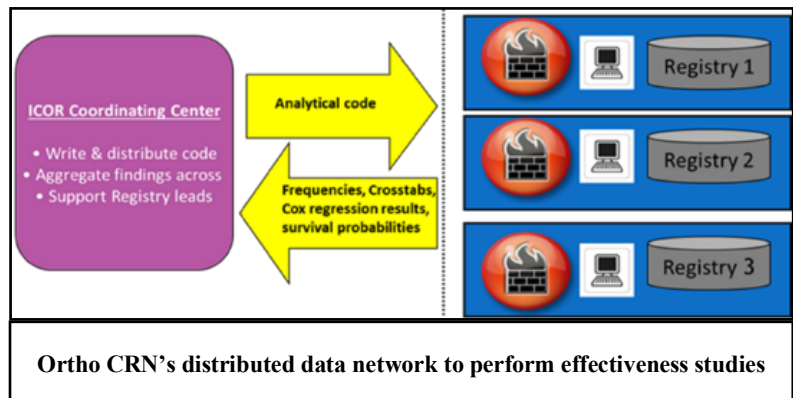 ICOR Coordinating Center
• Write & distribute code
• Aggregate findings across
• Support Registry leads
Analytical code
Frequencies, Crosstabs,
Cox regression results,
survival probabilities
Registry 1
Registry 2
Registry 3
Ortho CRN’s distributed data network to perform effectiveness studies